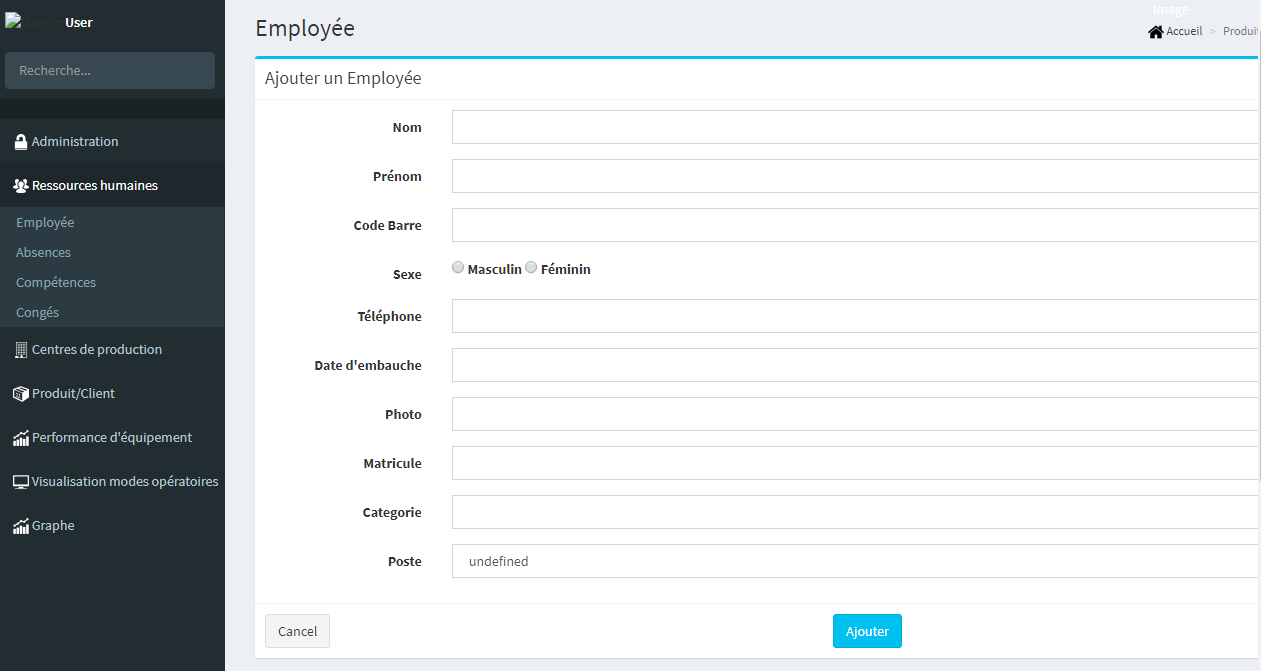 User
Image
Employée
Accueil > Produit
Recherche...
Ajouter un Employée
Nom
Prénom
Code Barre
Sexe
Masculin Féminin
Téléphone
Date d'embauche
Photo
Matricule
Categorie
Poste
undefined
Cancel
Ajouter
Administration
Ressources humaines
Employée
Absences
Compétences
Congés
Centres de production
Produit/Client
Performance d'équipement
Visualisation modes opératoires
Graphe